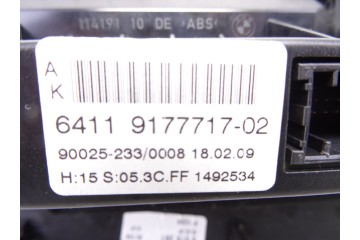 114191 10 DE >ABS<
A
K
6411 9177717-02
90025-233/0008 18.02.09
H:15 S:05.3C.FF 1492534